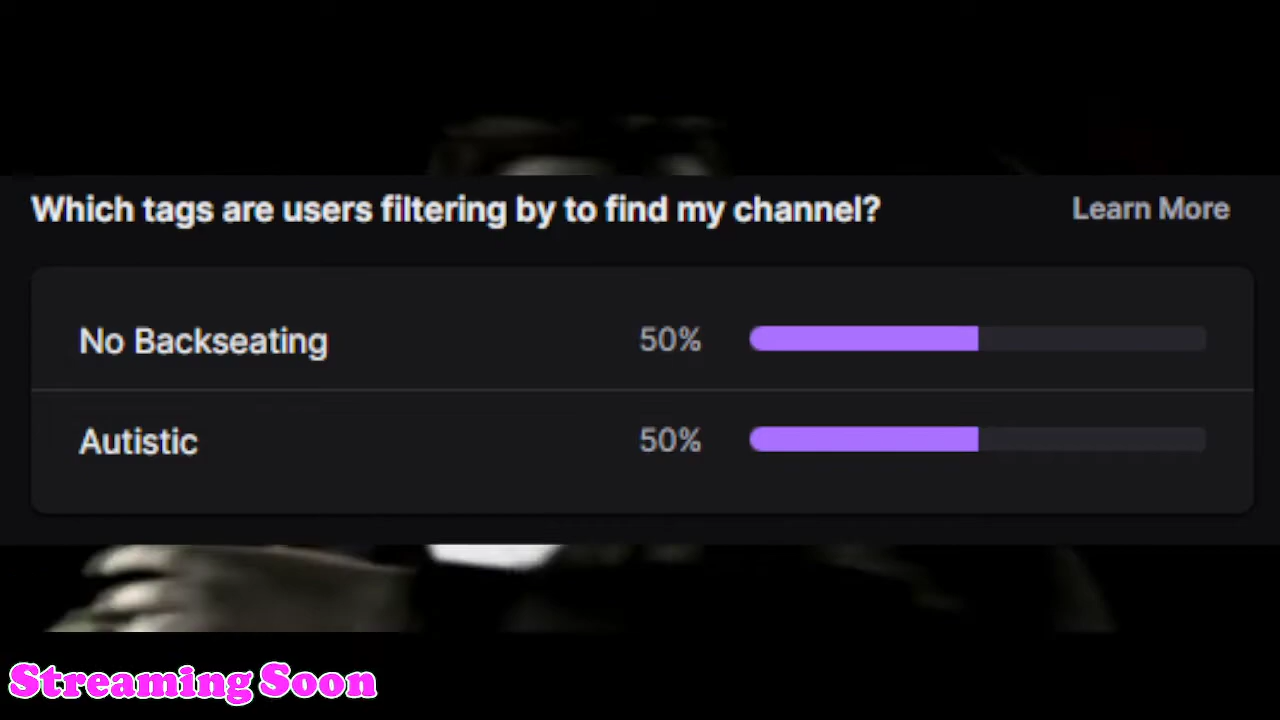 Which tags are users filtering by to find my channel? Learn More
No Backseating 50%
Autistic 50%
Streaming Soon